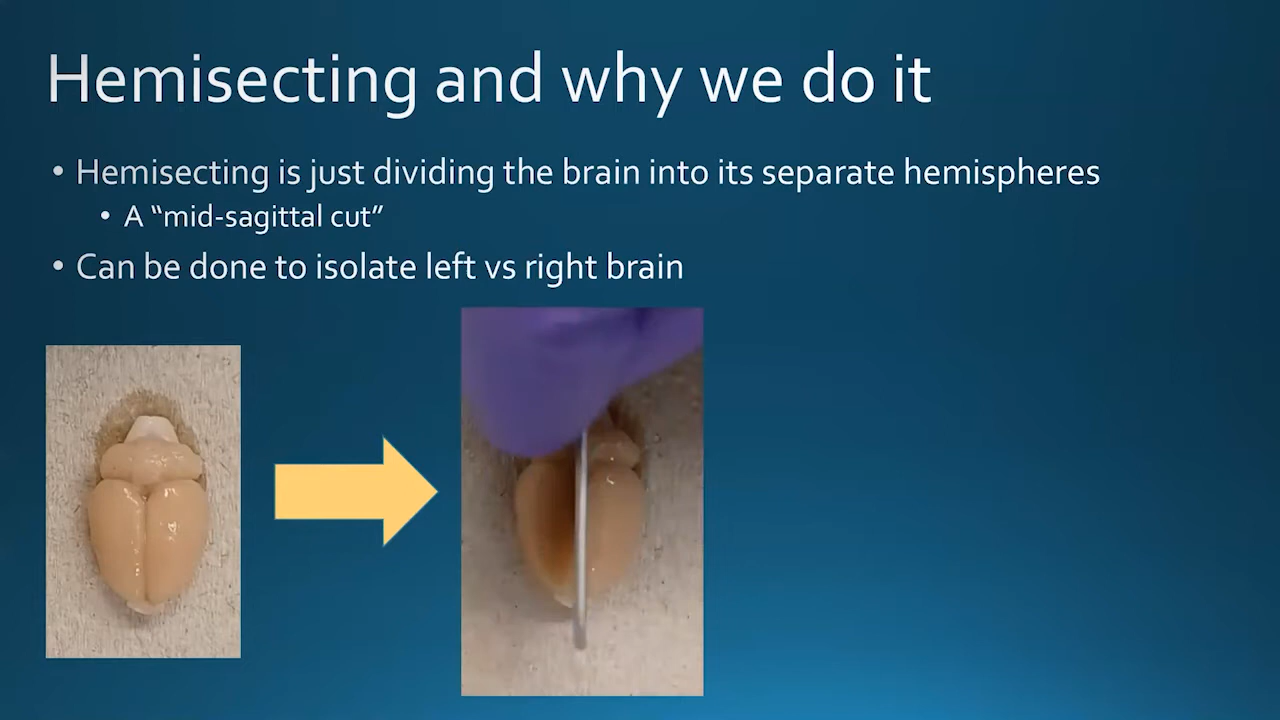 Hemisecting and why we do it
• Hemisecting is just dividing the brain into its separate hemispheres
• A “mid-sagittal cut”
• Can be done to isolate left vs right brain